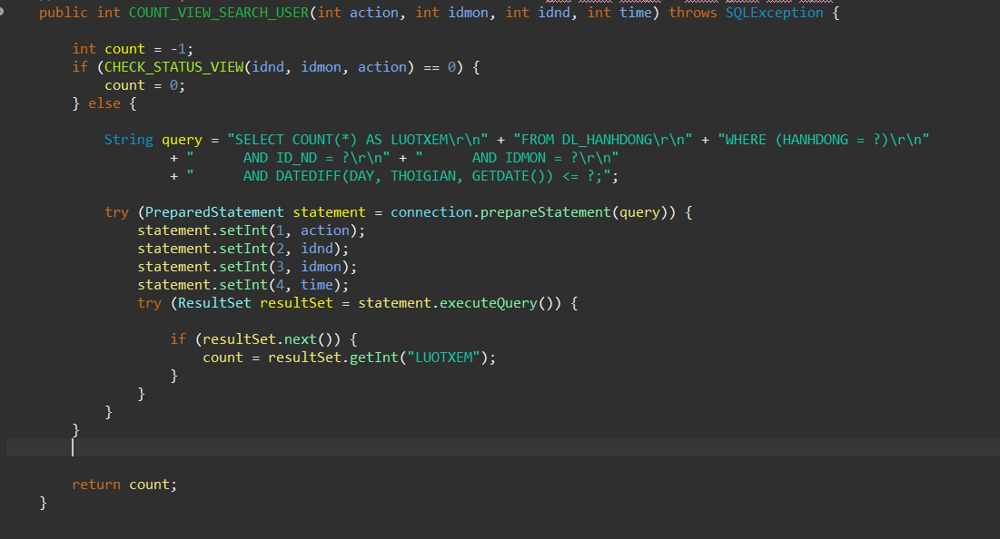 public int COUNT_VIEW_SEARCH_USER(int action, int idmon, int idnd, int time) throws SQLException {
int count = -1;
if (CHECK_STATUS_VIEW(idnd, idmon, action) == 0) {
count = 0;
} else {
String query = "SELECT COUNT(*) AS LUOTXEM\r\n" + "FROM DL_HANHDONG\r\n" + "WHERE (HANHDONG = ?)\r\n"
+ "      AND ID_ND = ?\r\n" + "      AND IDMON = ?\r\n"
+ "      AND DATEDIFF(DAY, THOIGIAN, GETDATE()) <= ?;";
try (PreparedStatement statement = connection.prepareStatement(query)) {
statement.setInt(1, action);
statement.setInt(2, idnd);
statement.setInt(3, idmon);
statement.setInt(4, time);
try (ResultSet resultSet = statement.executeQuery()) {
if (resultSet.next()) {
count = resultSet.getInt("LUOTXEM");
}
}
}
}
return count;
}